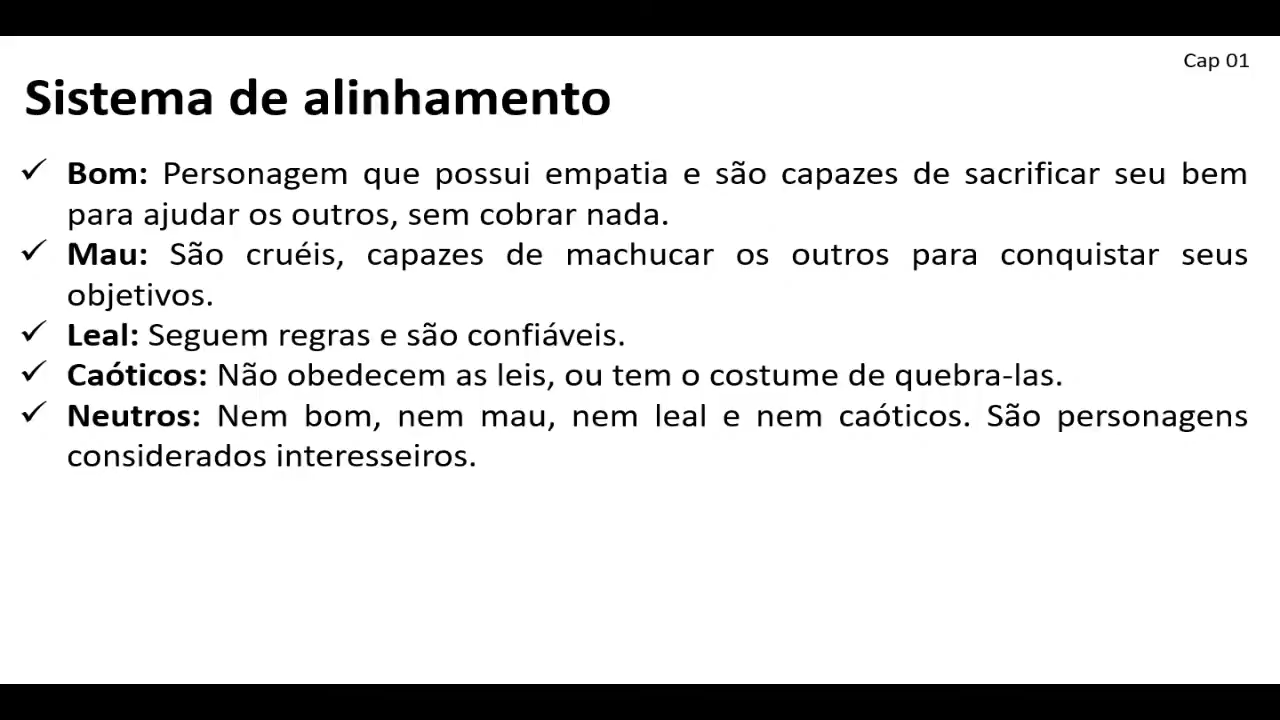 Cap 01
Sistema de alinhamento
✓ Bom: Personagem que possui empatia e são capazes de sacrificar seu bem
para ajudar os outros, sem cobrar nada.
✓ Mau: São cruéis, capazes de machucar os outros para conquistar seus
objetivos.
✓ Leal: Seguem regras e são confiáveis.
✓ Caóticos: Não obedecem as leis, ou tem o costume de quebra-las.
✓ Neutros: Nem bom, nem mau, nem leal e nem caóticos. São personagens
considerados interesseiros.